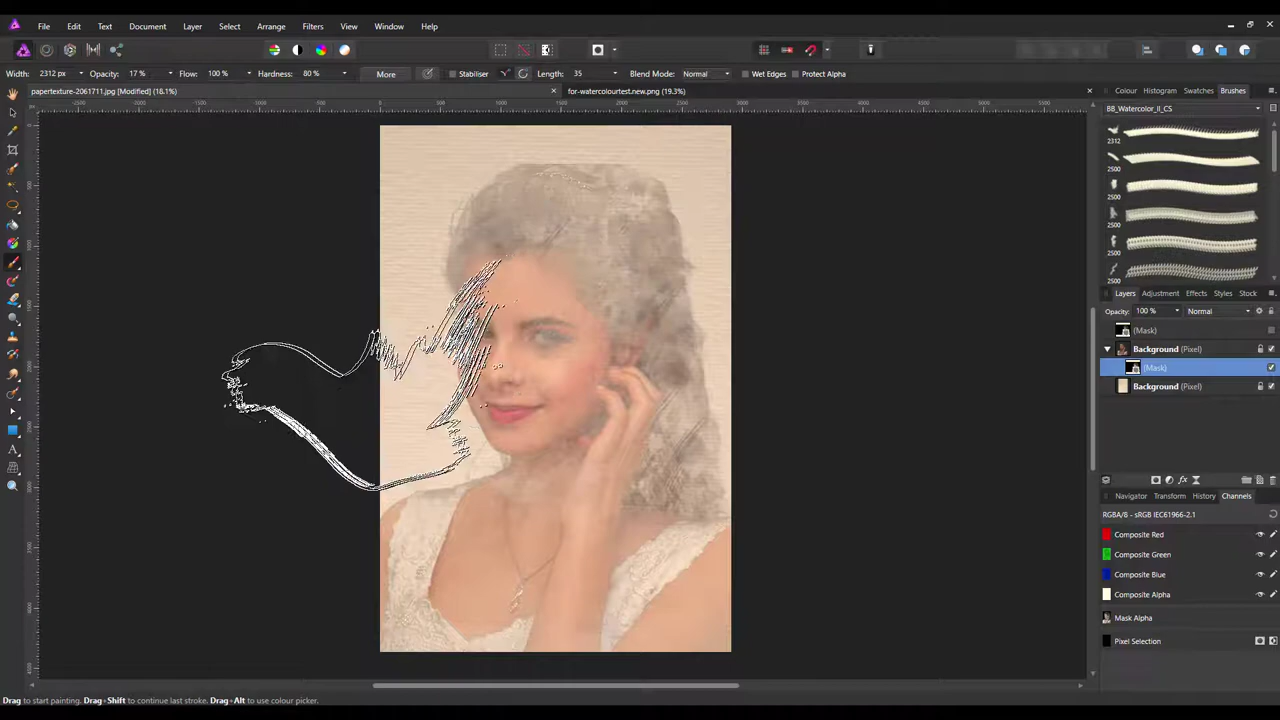 File Edit Text Document Layer Select Arrange Filters View Window Help
Width: 2312 px Opacity: 17 % Flow: 100 % Hardness: 80 % More Stabiliser Length: 35 Blend Mode: Normal Wet Edges Protect Alpha
papertexture-2061711.jpg [Modified] (18.1%) for-watercolourtest.new.png (19.3%)
Colour Histogram Swatches Brushes
BB_Watercolor_II_CS
2312
2500
2500
2500
2500
Layers Adjustment Effects Styles Stock
Opacity: 100 % Normal
(Mask)
Background (Pixel)
(Mask)
Background (Pixel)
Navigator Transform History Channels
RGBA/8 - sRGB IEC61966-2.1
Composite Red
Composite Green
Composite Blue
Composite Alpha
Mask Alpha
Pixel Selection
Drag to start painting. Drag+Shift to continue last stroke. Drag+Alt to use colour picker.